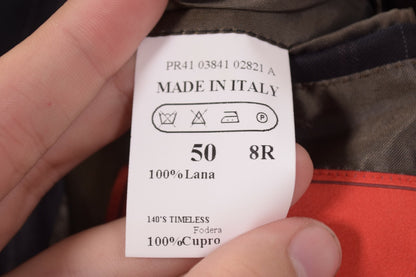 PR41 03841 02821 A
MADE IN ITALY
P
50 8R
100%Lana
140'S TIMELESS
Fodera
100%Cupro